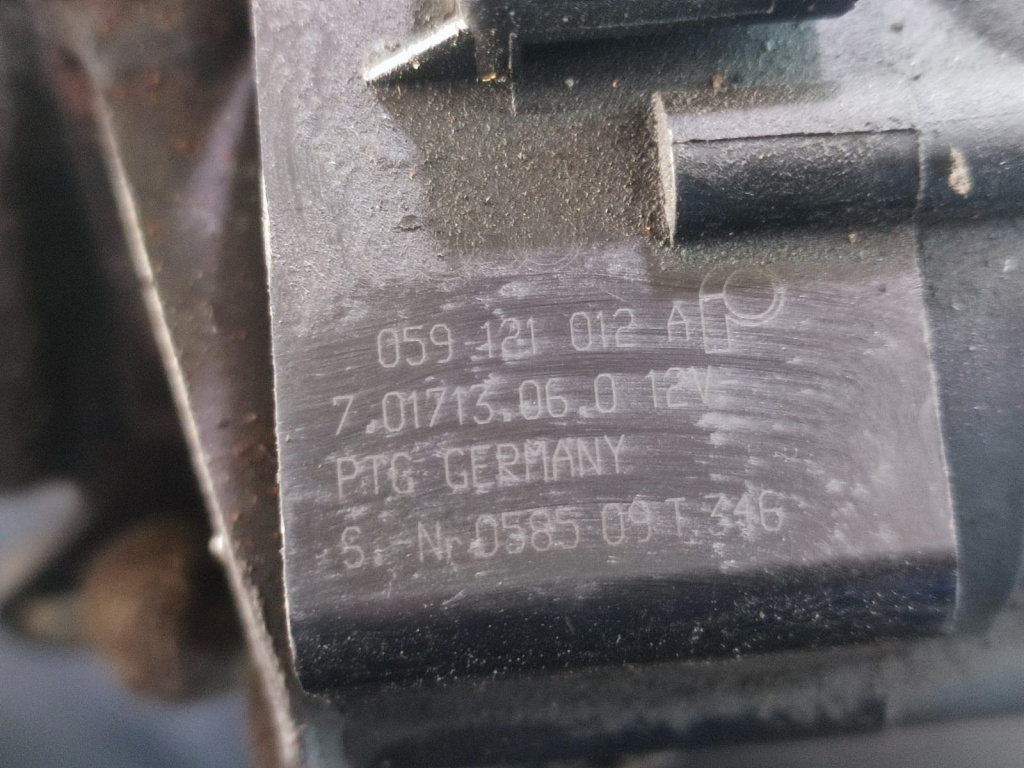 059 121 012 A
7.01713.06.0 12V
PTG GERMANY
S.-Nr 0585 09 T 346